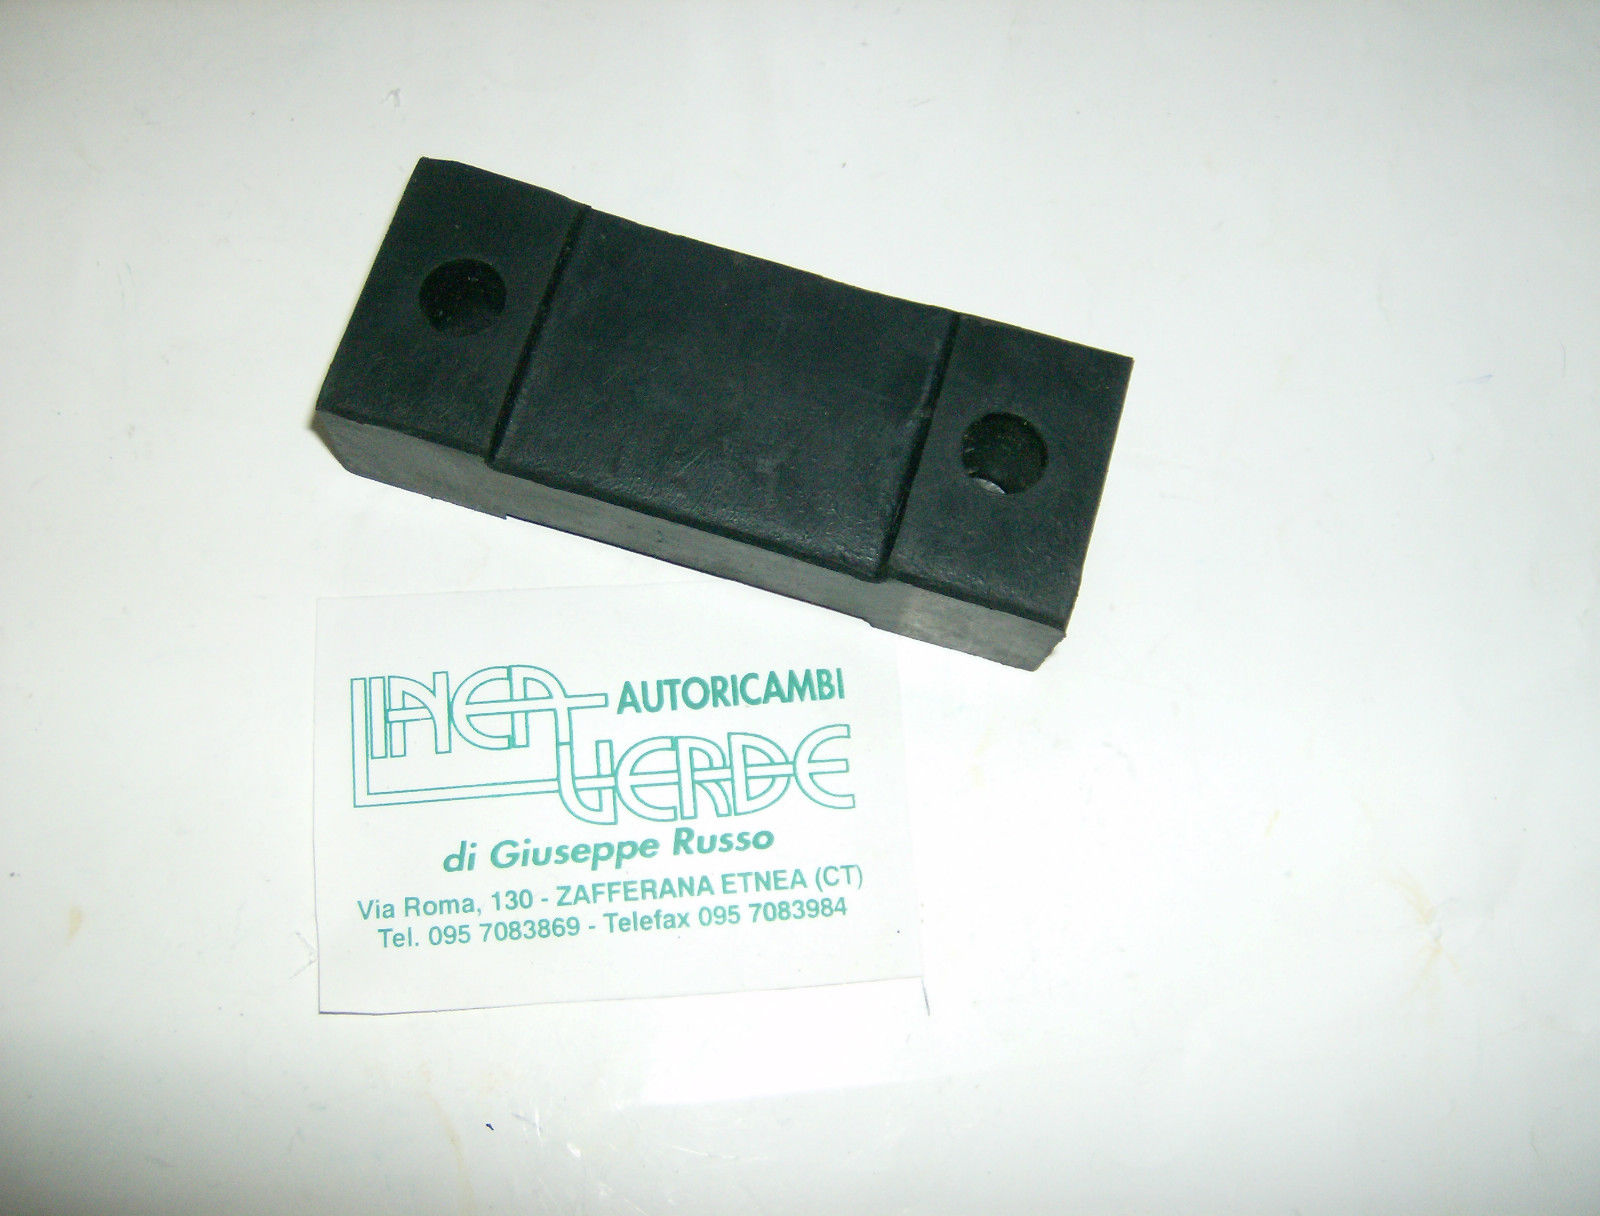 LINEA AUTORICAMBI
VERDE
di Giuseppe Russo
Via Roma, 130 - ZAFFERANA ETNEA (CT)
Tel. 095 7083869 - Telefax 095 7083984